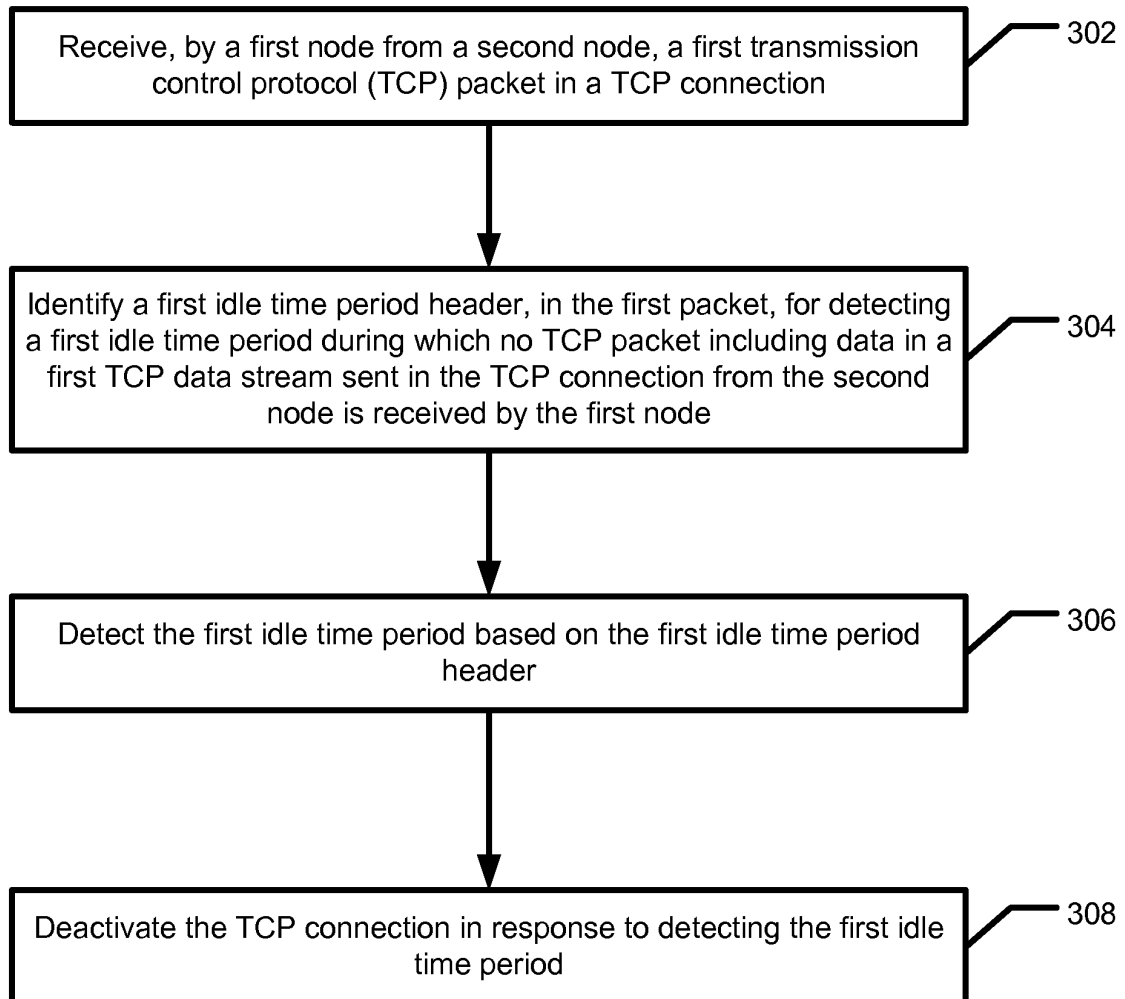 Receive, by a first node from a second node, a first transmission
control protocol (TCP) packet in a TCP connection
302
Identify a first idle time period header, in the first packet, for detecting
a first idle time period during which no TCP packet including data in a
first TCP data stream sent in the TCP connection from the second
node is received by the first node
304
Detect the first idle time period based on the first idle time period
header
306
Deactivate the TCP connection in response to detecting the first idle
time period
308